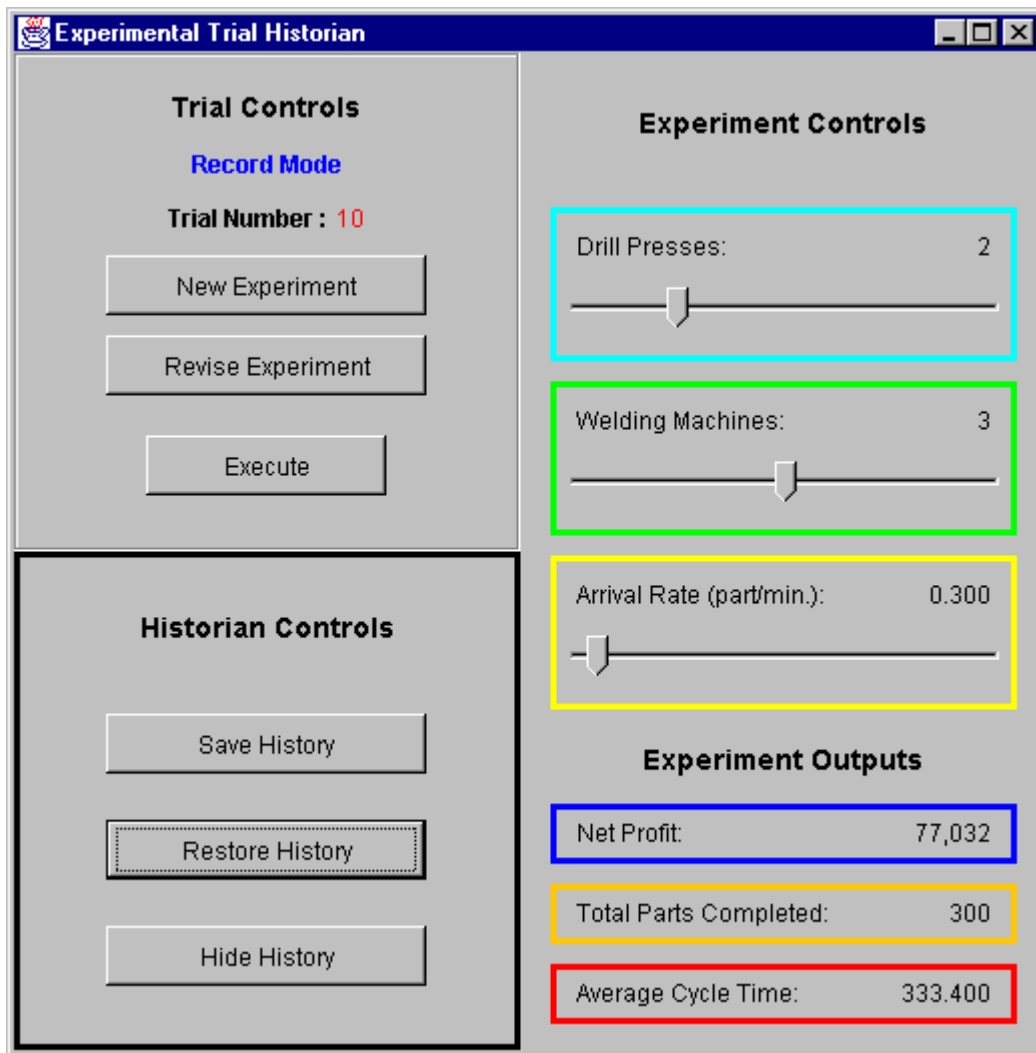 Experimental Trial Historian
Trial Controls
Record Mode
Trial Number : 10
New Experiment
Revise Experiment
Execute
Historian Controls
Save History
Restore History
Hide History
Experiment Controls
Drill Presses: 2
Welding Machines: 3
Arrival Rate (part/min.): 0.300
Experiment Outputs
Net Profit: 77,032
Total Parts Completed: 300
Average Cycle Time: 333.400